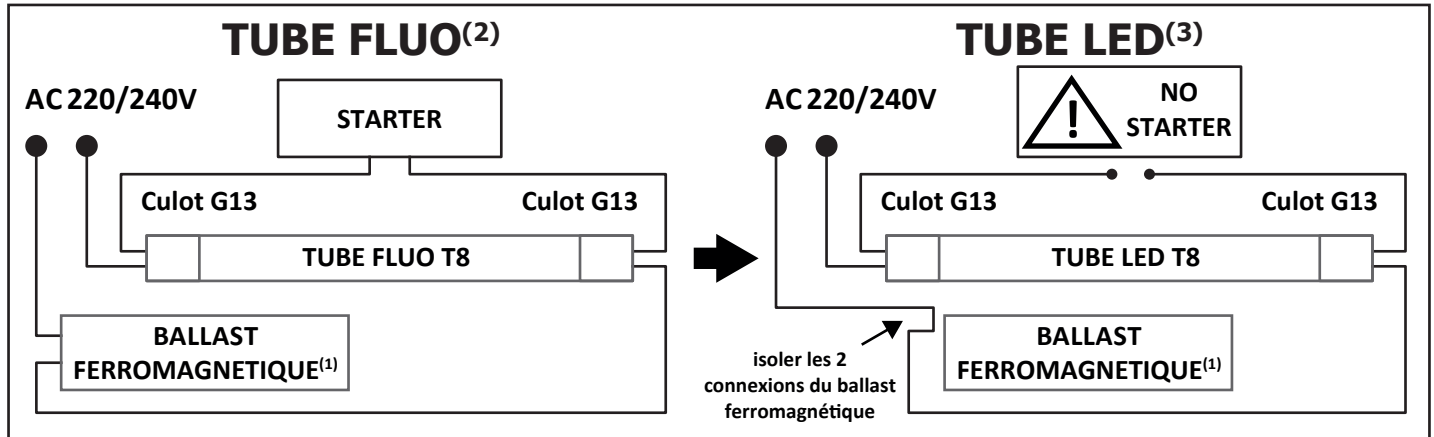 TUBE FLUO(2)
AC 220/240V
STARTER
Culot G13
Culot G13
TUBE FLUO T8
BALLAST
FERROMAGNETIQUE(1)
TUBE LED(3)
AC 220/240V
!
NO
STARTER
Culot G13
Culot G13
TUBE LED T8
isoler les 2
connexions du ballast
ferromagnétique
BALLAST
FERROMAGNETIQUE(1)